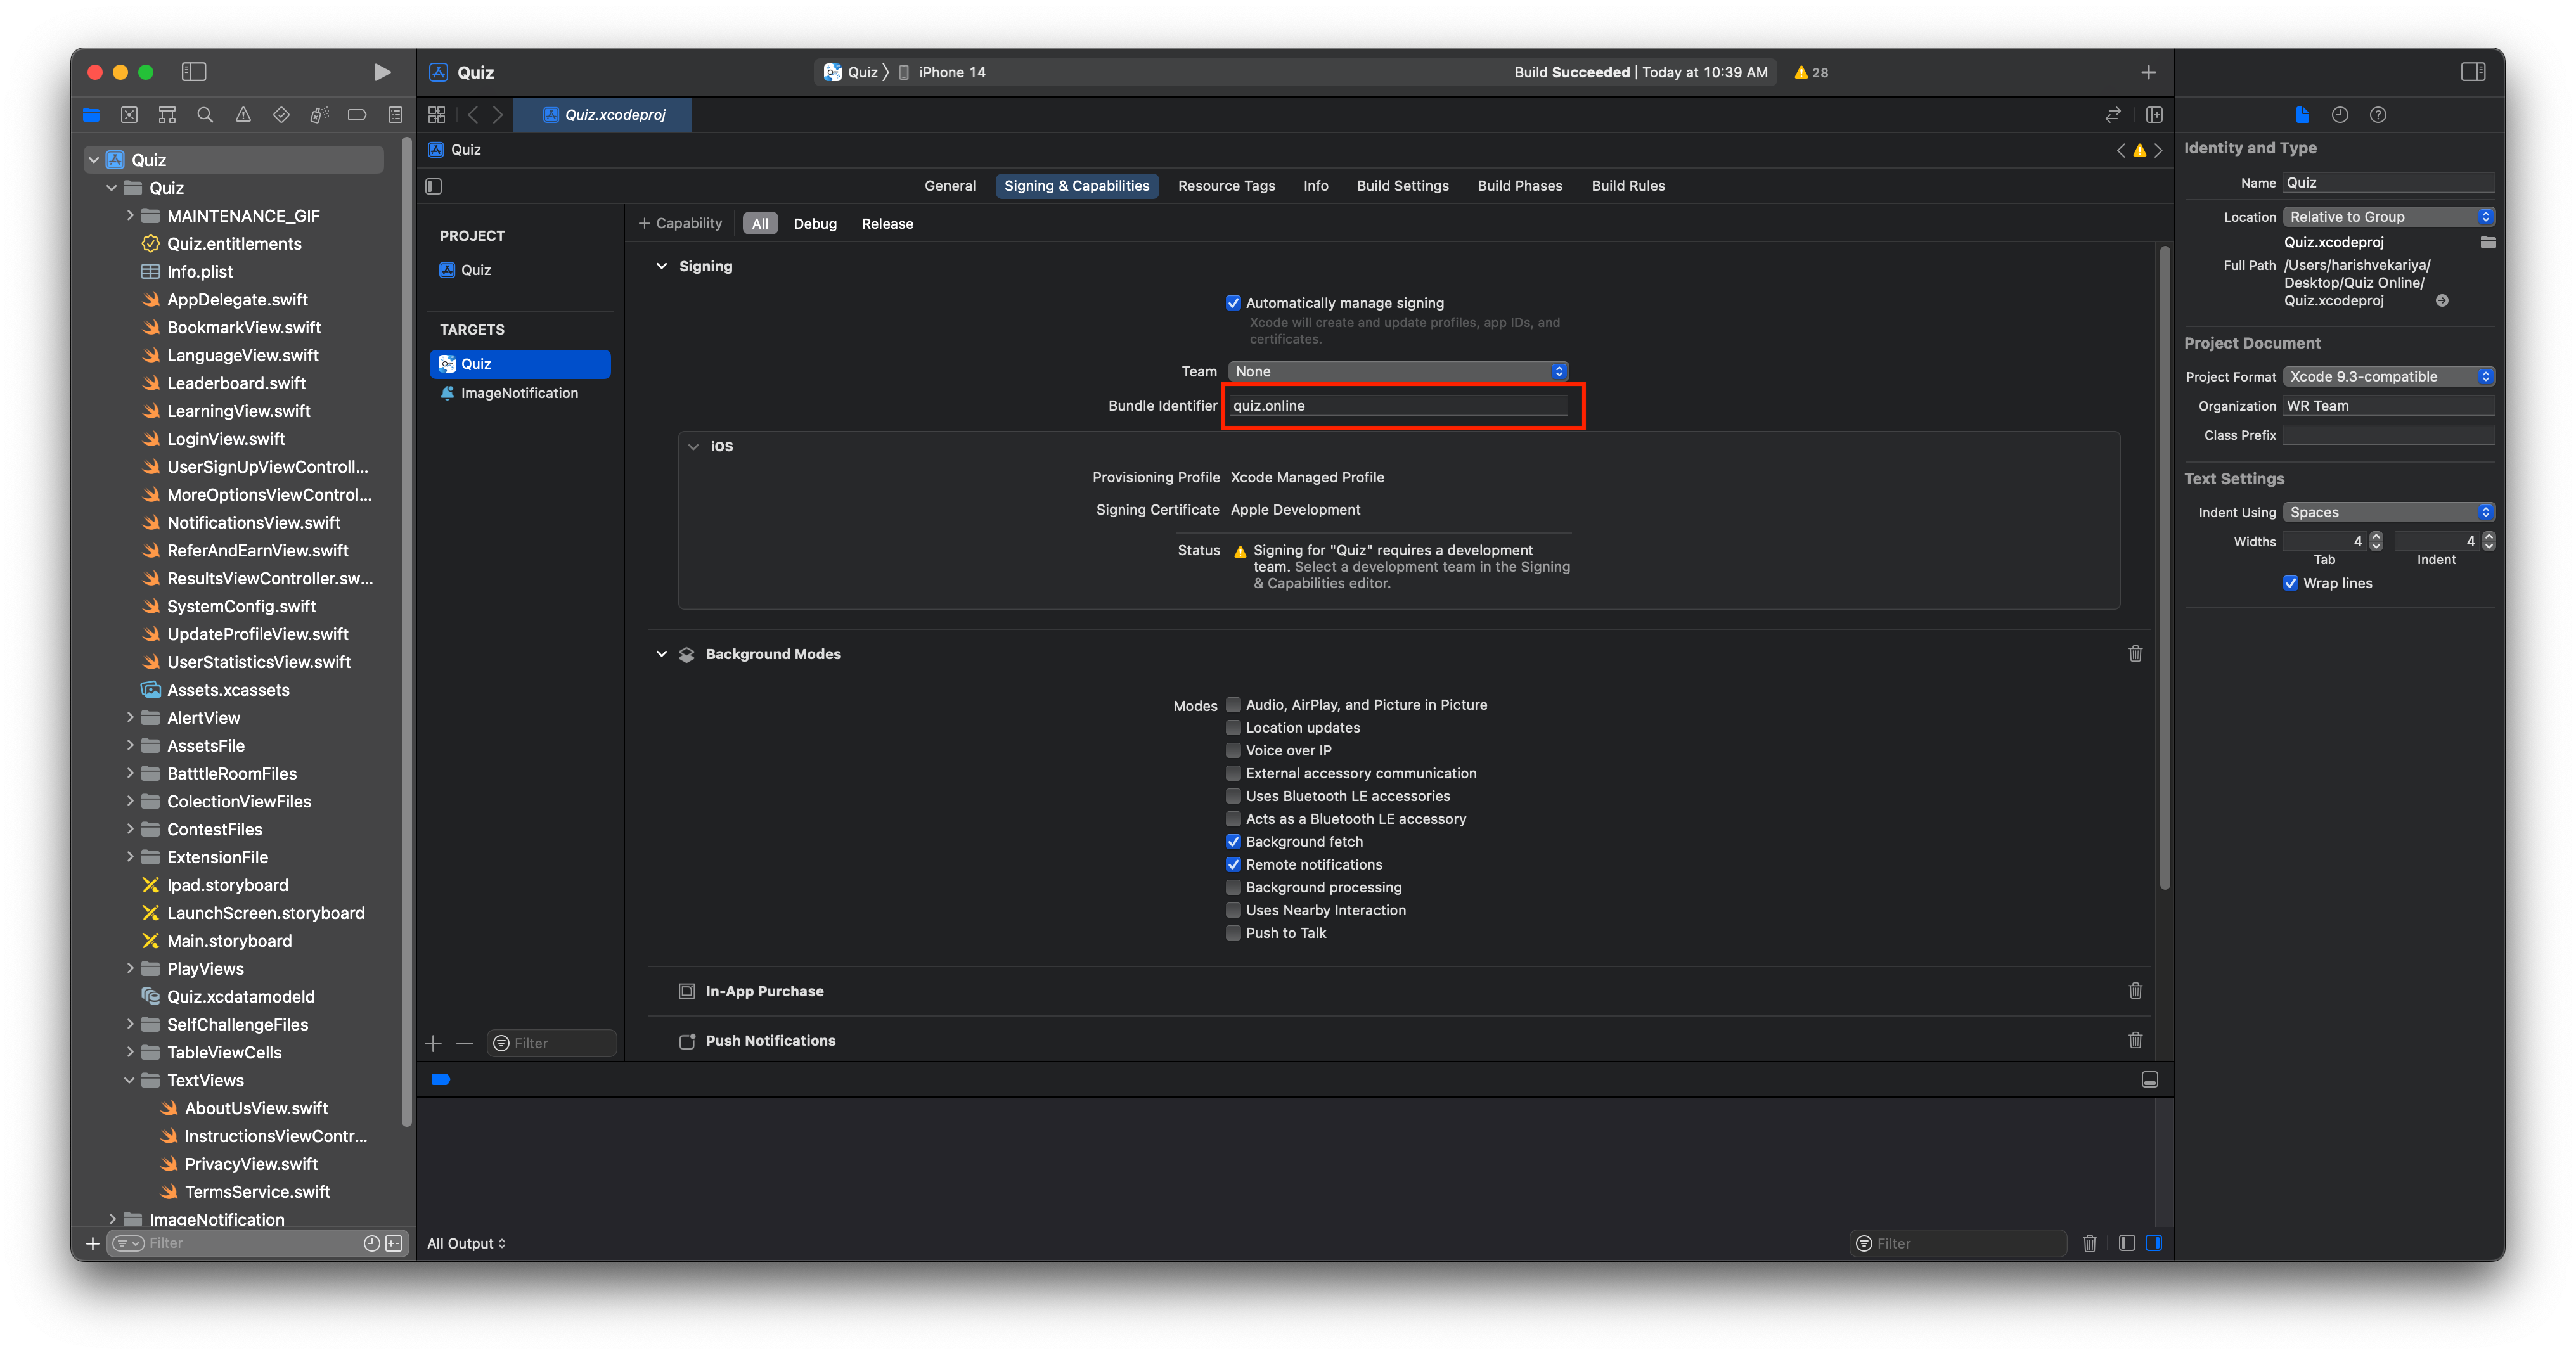 Quiz
Quiz
iPhone 14
Build Succeeded | Today at 10:39 AM
28
Quiz.xcodeproj
Quiz
General
Signing & Capabilities
Resource Tags
Info
Build Settings
Build Phases
Build Rules
Quiz
Quiz
MAINTENANCE_GIF
Quiz.entitlements
Info.plist
AppDelegate.swift
BookmarkView.swift
LanguageView.swift
Leaderboard.swift
LearningView.swift
LoginView.swift
UserSignUpViewControll...
MoreOptionsViewControl...
NotificationsView.swift
ReferAndEarnView.swift
ResultsViewController.sw...
SystemConfig.swift
UpdateProfileView.swift
UserStatisticsView.swift
Assets.xcassets
AlertView
AssetsFile
BatttleRoomFiles
ColectionViewFiles
ContestFiles
ExtensionFile
Ipad.storyboard
LaunchScreen.storyboard
Main.storyboard
PlayViews
Quiz.xcdatamodeld
SelfChallengeFiles
TableViewCells
TextViews
AboutUsView.swift
InstructionsViewContr...
PrivacyView.swift
TermsService.swift
ImageNotification
Filter
PROJECT
Quiz
TARGETS
Quiz
ImageNotification
Filter
+ Capability
All
Debug
Release
Signing
Automatically manage signing
Xcode will create and update profiles, app IDs, and
certificates.
Team None
Bundle Identifier quiz.online
iOS
Provisioning Profile Xcode Managed Profile
Signing Certificate Apple Development
Status Signing for "Quiz" requires a development
team. Select a development team in the Signing
& Capabilities editor.
Background Modes
Modes Audio, AirPlay, and Picture in Picture
Location updates
Voice over IP
External accessory communication
Uses Bluetooth LE accessories
Acts as a Bluetooth LE accessory
Background fetch
Remote notifications
Background processing
Uses Nearby Interaction
Push to Talk
In-App Purchase
Push Notifications
All Output
Filter
Identity and Type
Name Quiz
Location Relative to Group
Quiz.xcodeproj
Full Path /Users/harishvekariya/
Desktop/Quiz Online/
Quiz.xcodeproj
Project Document
Project Format Xcode 9.3-compatible
Organization WR Team
Class Prefix
Text Settings
Indent Using Spaces
Widths 4 4
Tab Indent
Wrap lines